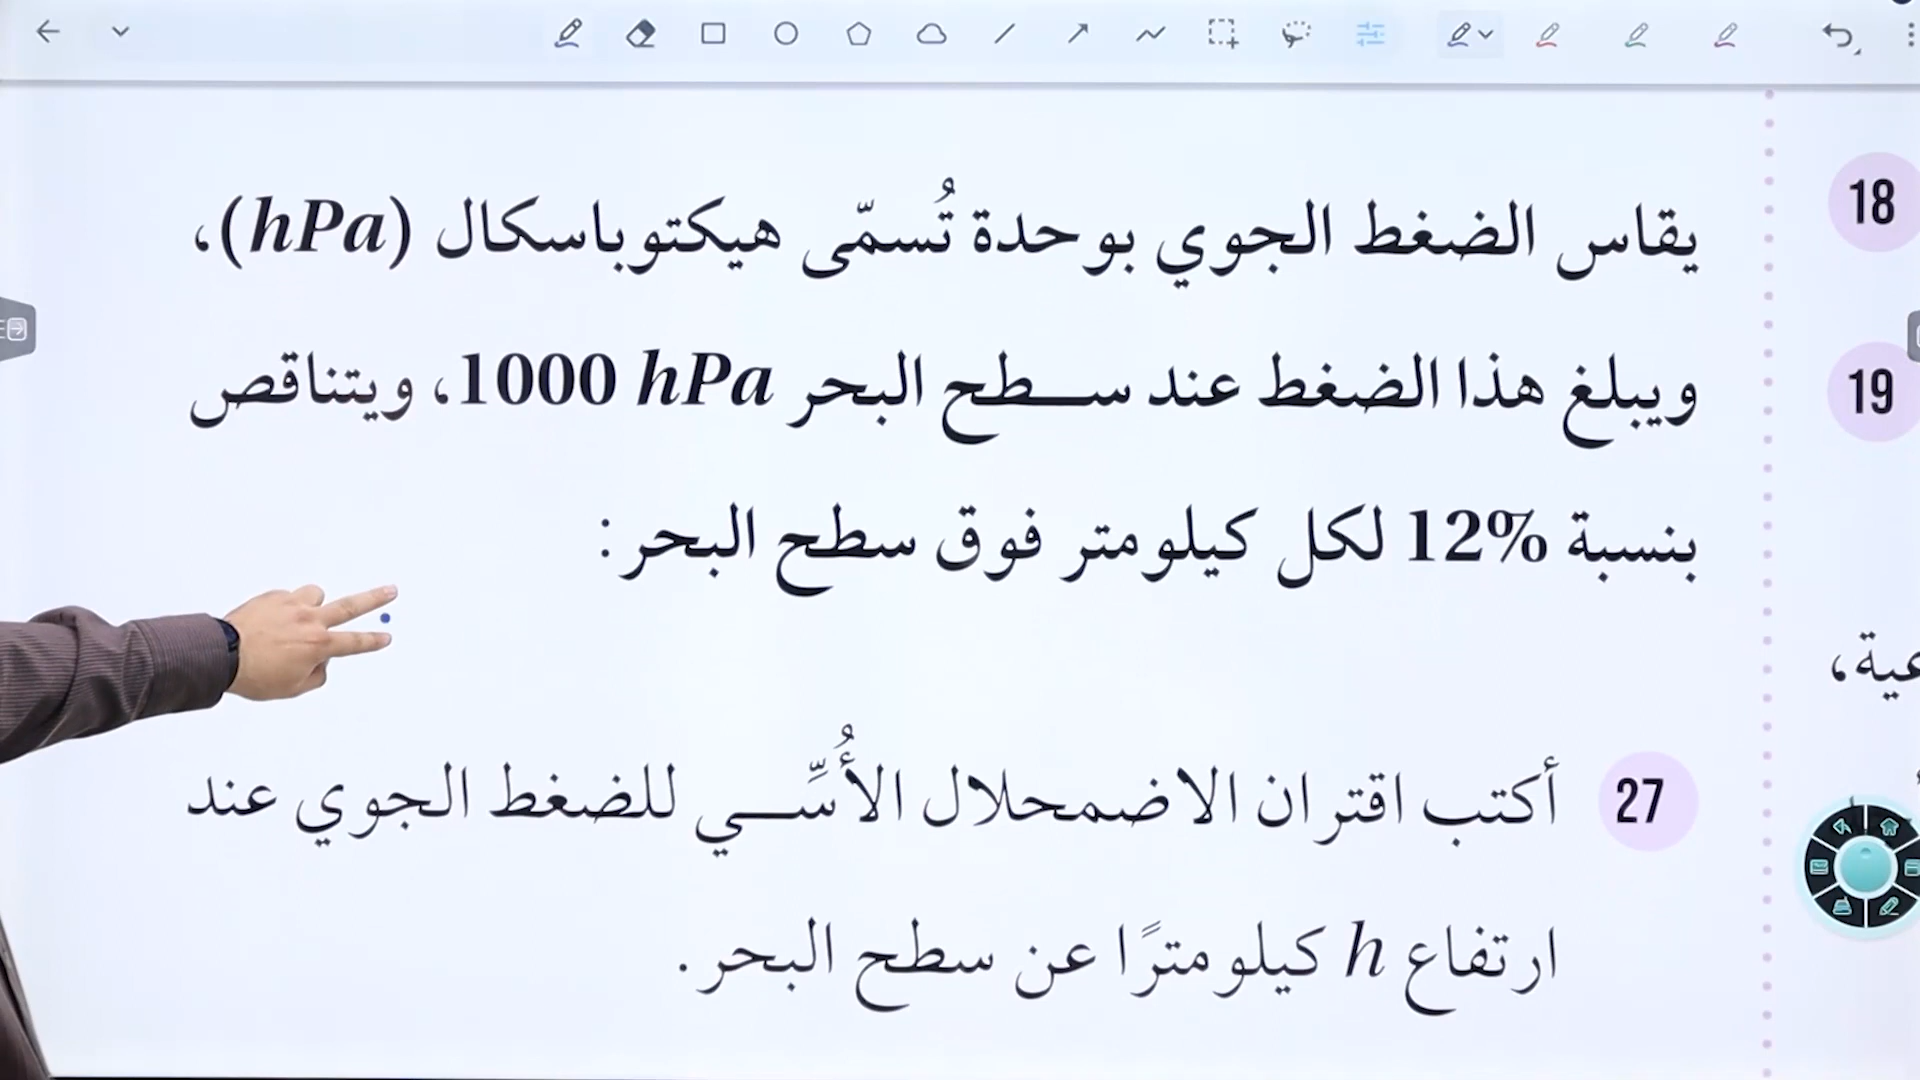 يقاس الضغط الجوي بوحدة تُسمّى هيكتوباسكال (hPa)،
ويبلغ هذا الضغط عند سطح البحر 1000 hPa، ويتناقص
بنسبة 12% لكل كيلومتر فوق سطح البحر:
27 أكتب اقتران الاضمحلال الأُسِّي للضغط الجوي عند
ارتفاع h كيلومترًا عن سطح البحر.
18
19